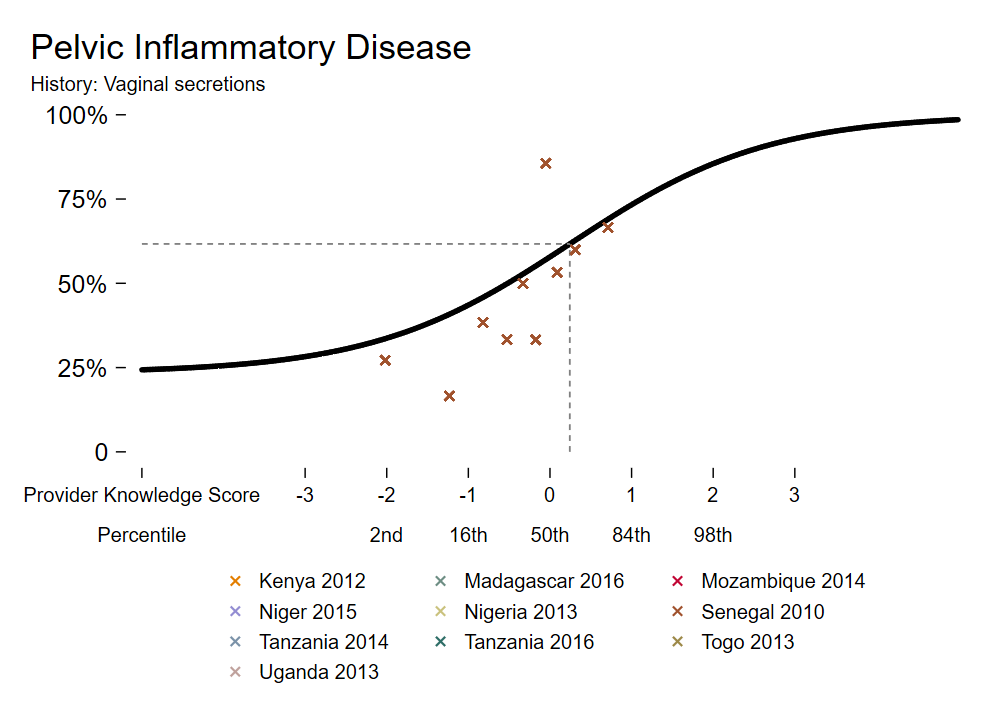 Pelvic Inflammatory Disease
History: Vaginal secretions
100%
75%
50%
25%
0
Provider Knowledge Score -3 -2 -1 0 1 2 3
Percentile 2nd 16th 50th 84th 98th
Kenya 2012 Madagascar 2016 Mozambique 2014
Niger 2015 Nigeria 2013 Senegal 2010
Tanzania 2014 Tanzania 2016 Togo 2013
Uganda 2013